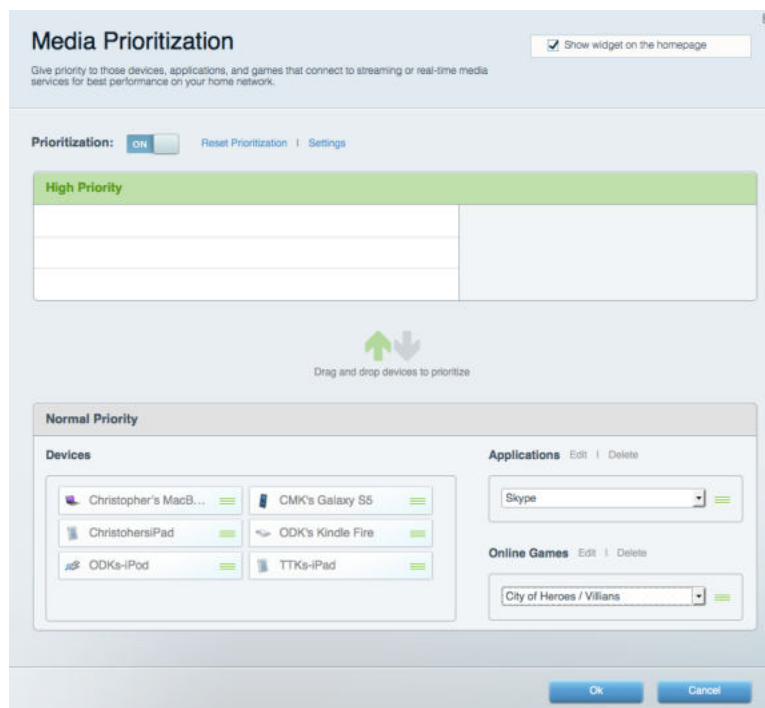 Media Prioritization
Show widget on the homepage
Give priority to those devices, applications, and games that connect to streaming or real-time media
services for best performance on your home network.
Prioritization: ON Reset Prioritization | Settings
High Priority
Drag and drop devices to prioritize
Normal Priority
Devices
Christopher's MacB... CMK's Galaxy S5
ChristohersiPad ODK's Kindle Fire
ODKs-iPod TTKs-iPad
Applications Edit | Delete
Skype
Online Games Edit | Delete
City of Heroes / Villians
Ok Cancel